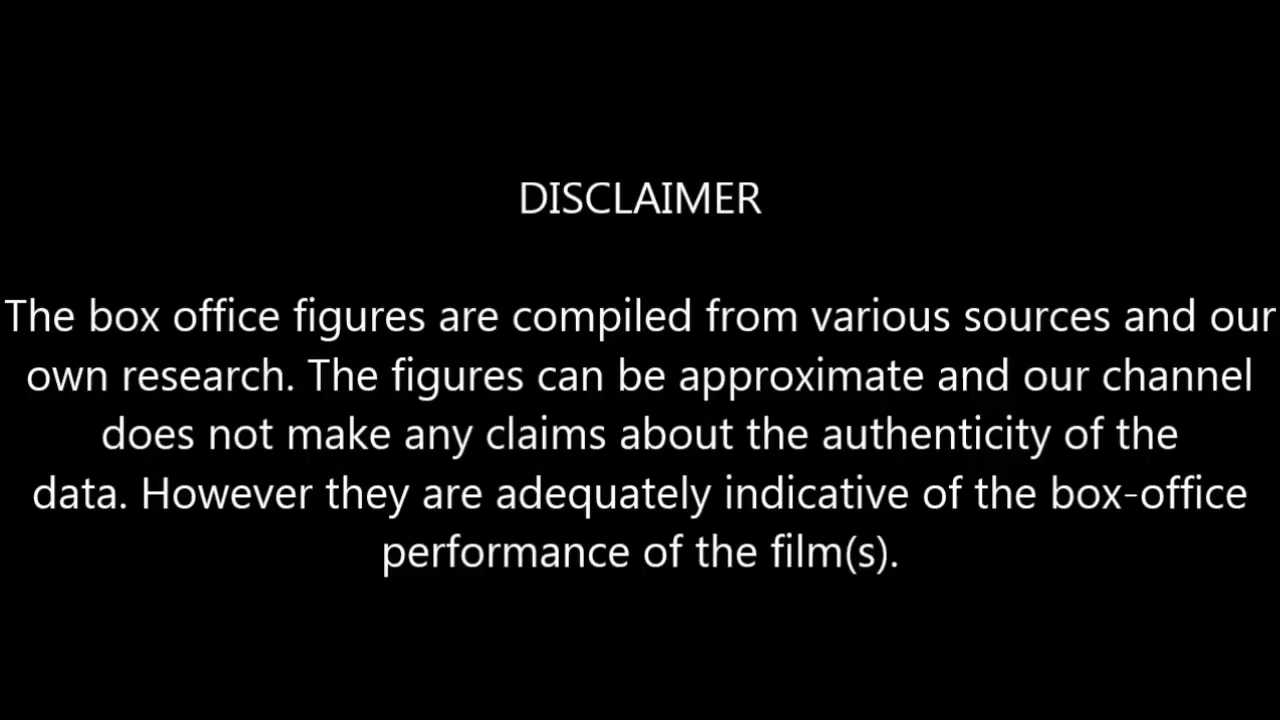 DISCLAIMER
The box office figures are compiled from various sources and our
own research. The figures can be approximate and our channel
does not make any claims about the authenticity of the
data. However they are adequately indicative of the box-office
performance of the film(s).